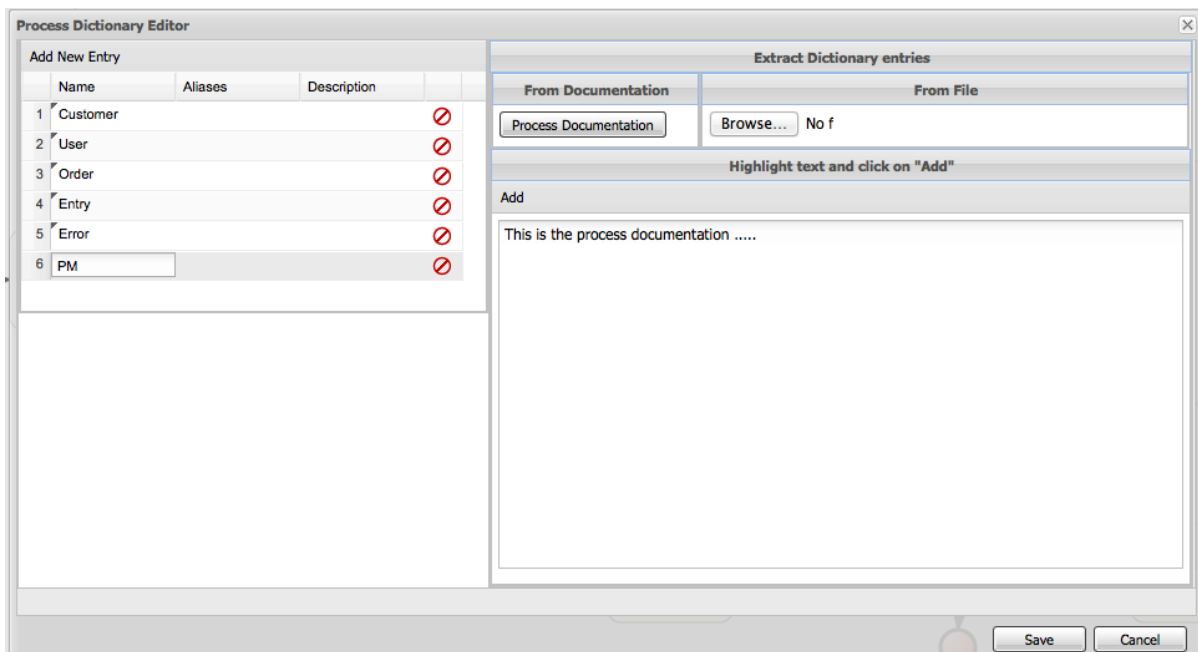 Process Dictionary Editor
Add New Entry
Name Aliases Description
1 Customer
2 User
3 Order
4 Entry
5 Error
6 PM
Extract Dictionary entries
From Documentation From File
Process Documentation Browse... No f
Highlight text and click on "Add"
Add
This is the process documentation .....
Save Cancel